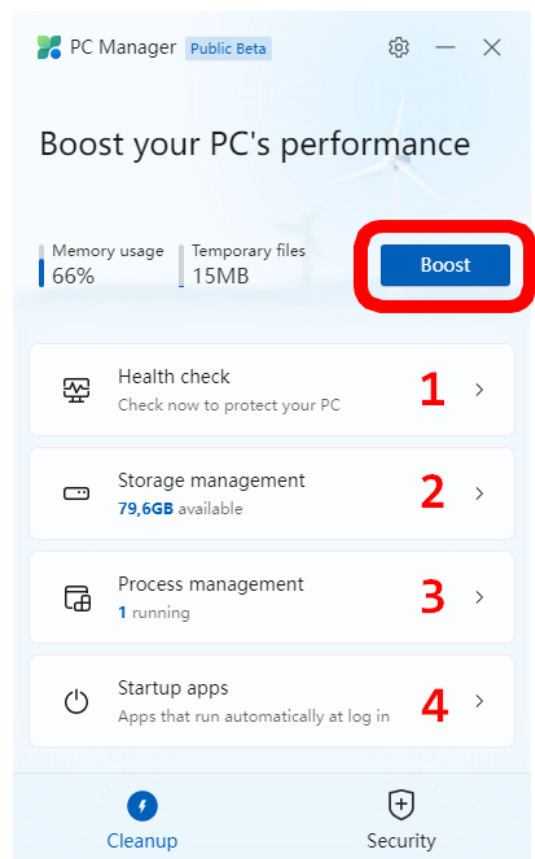 PC Manager Public Beta
Boost your PC's performance
Memory usage Temporary files
66% 15MB Boost
Health check
Check now to protect your PC
1
Storage management
79,6GB available
2
Process management
1 running
3
Startup apps
Apps that run automatically at log in
4
Cleanup Security